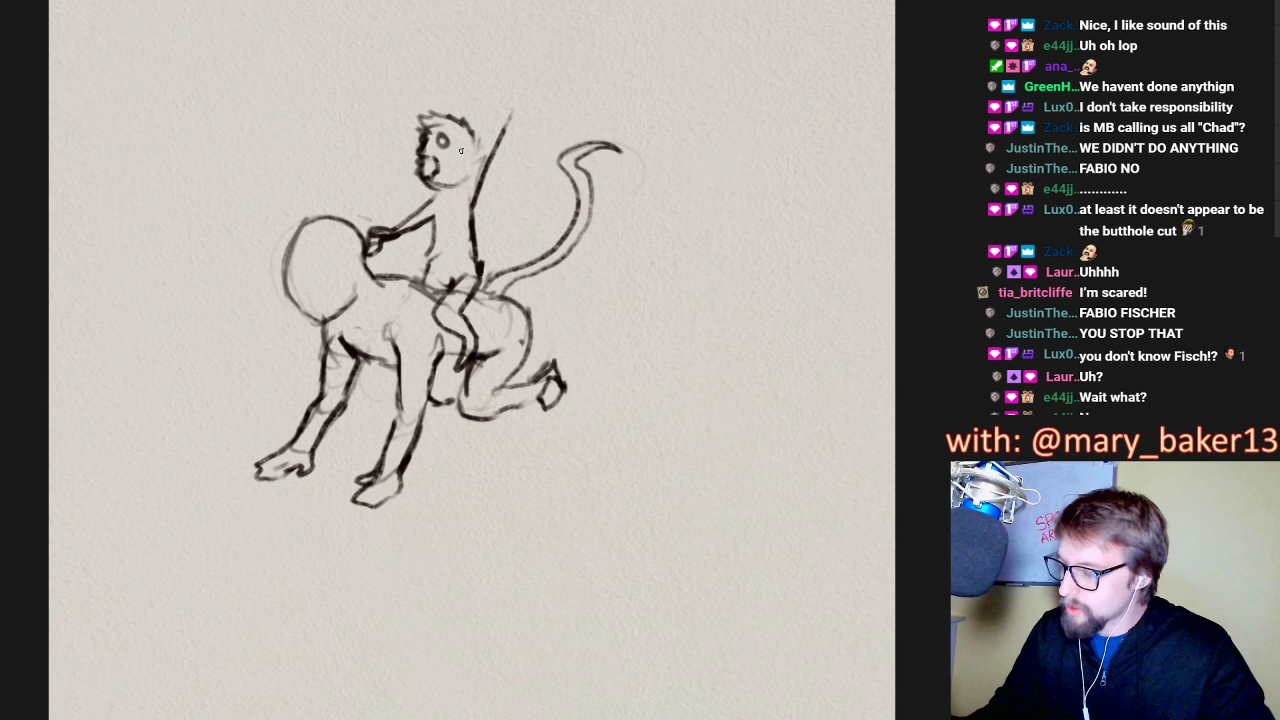 Zack. Nice, I like sound of this
e44jj.. Uh oh lop
ana_..
GreenH... We havent done anythign
Lux0.. I don't take responsibility
Zack. is MB calling us all "Chad"?
JustinThe... WE DIDN'T DO ANYTHING
JustinThe... FABIO NO
e44jj.. ............
Lux0.. at least it doesn't appear to be
the butthole cut 1
Zack.
Laur.. Uhhhh
tia_britcliffe I'm scared!
JustinThe... FABIO FISCHER
JustinThe... YOU STOP THAT
Lux0.. you don't know Fisch!? 1
Laur.. Uh?
e44jj.. Wait what?
with: @mary_baker13